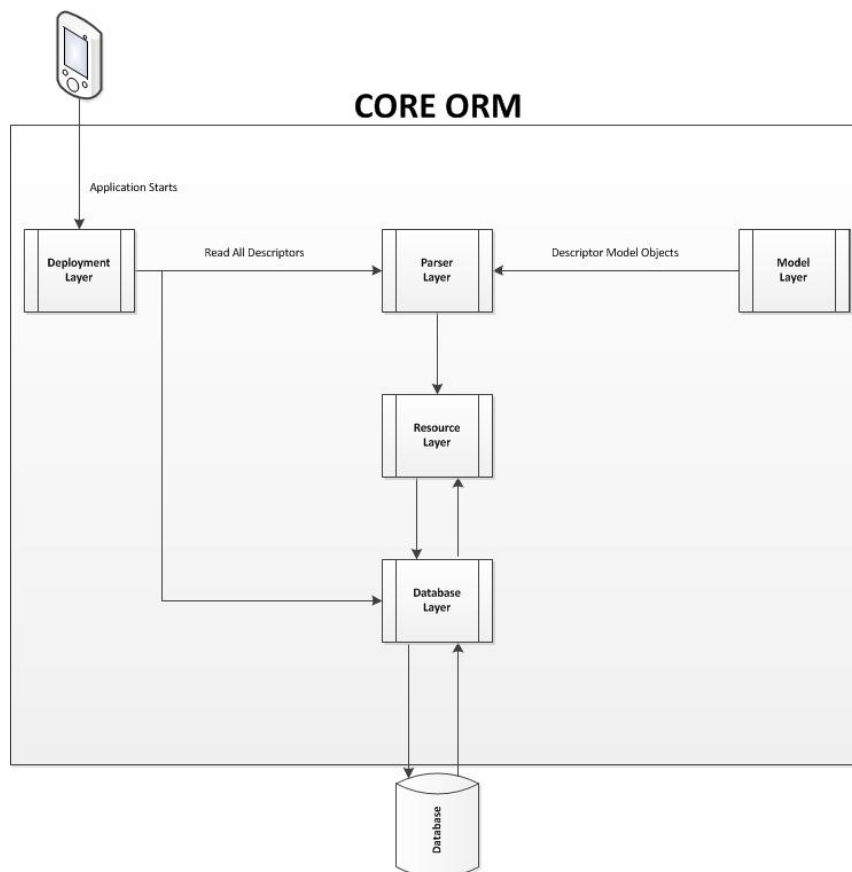 CORE ORM
Application Starts
Deployment
Layer
Read All Descriptors
Parser
Layer
Descriptor Model Objects
Model
Layer
Resource
Layer
Database
Layer
Database